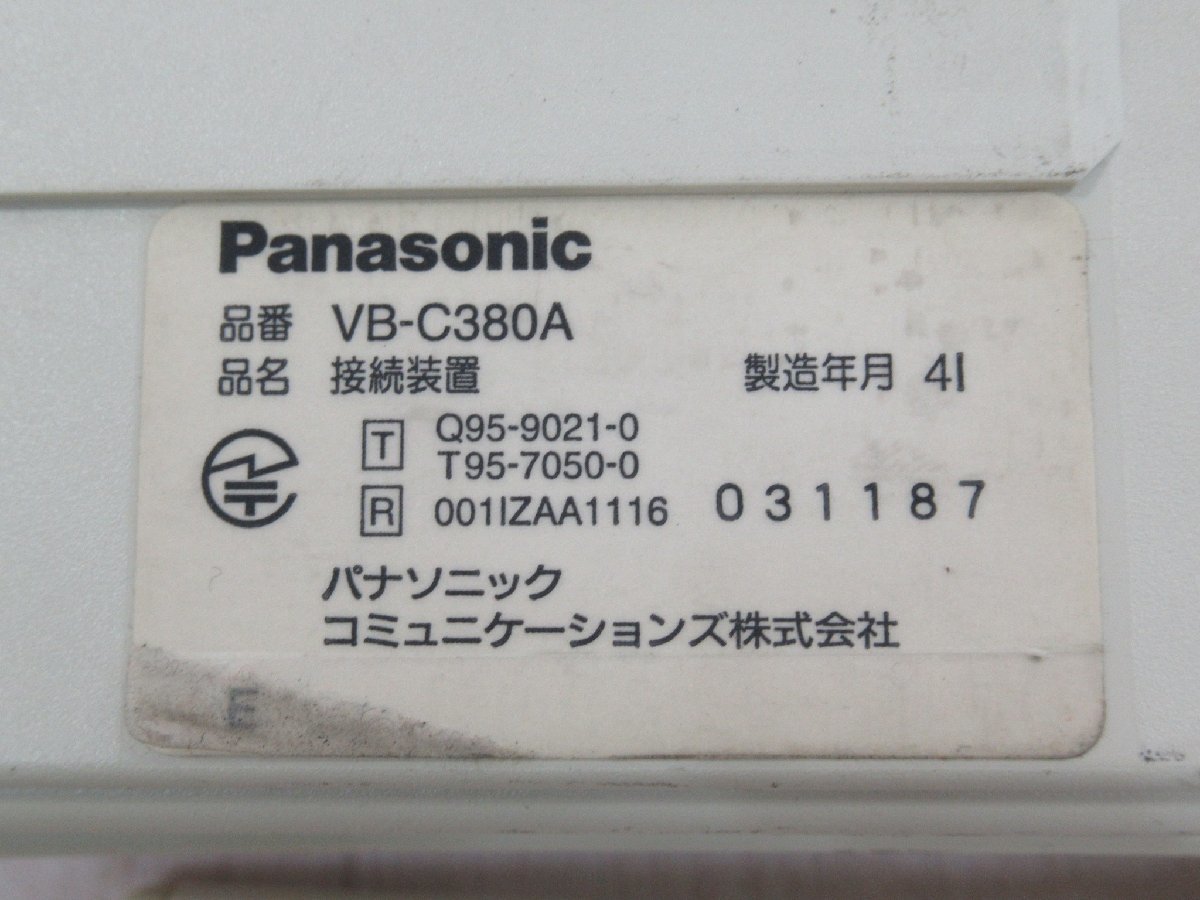 Panasonic
品番 VB-C380A
品名 接続装置 製造年月 4I
T Q95-9021-0
T95-7050-0
R 001IZAA1116 031187
パナソニック
コミュニケーションズ株式会社
E